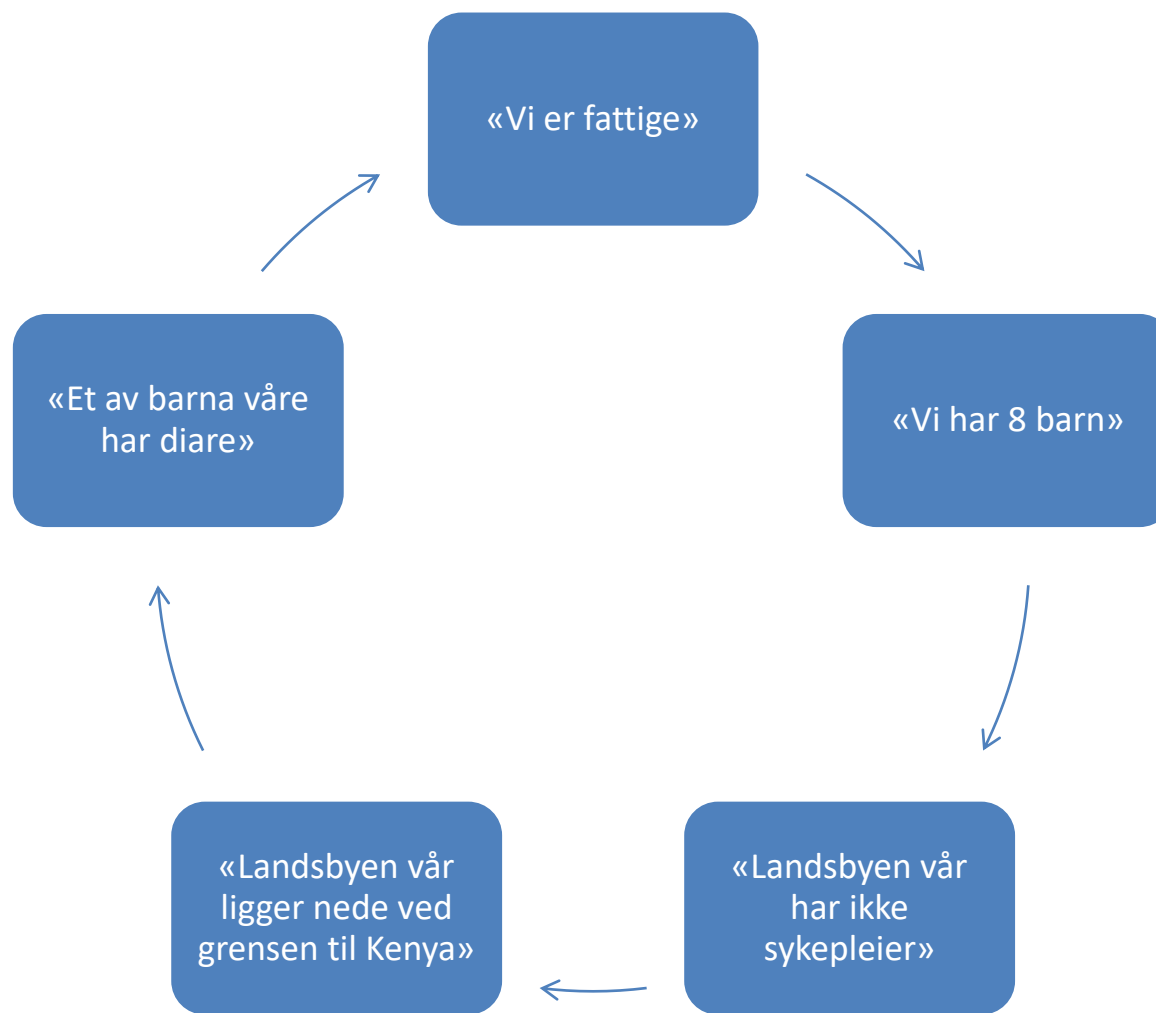 «Vi er fattige»
«Vi har 8 barn»
«Landsbyen vår
har ikke
sykepleier»
«Landsbyen vår
ligger nede ved
grensen til Kenya»
«Et av barna våre
har diare»